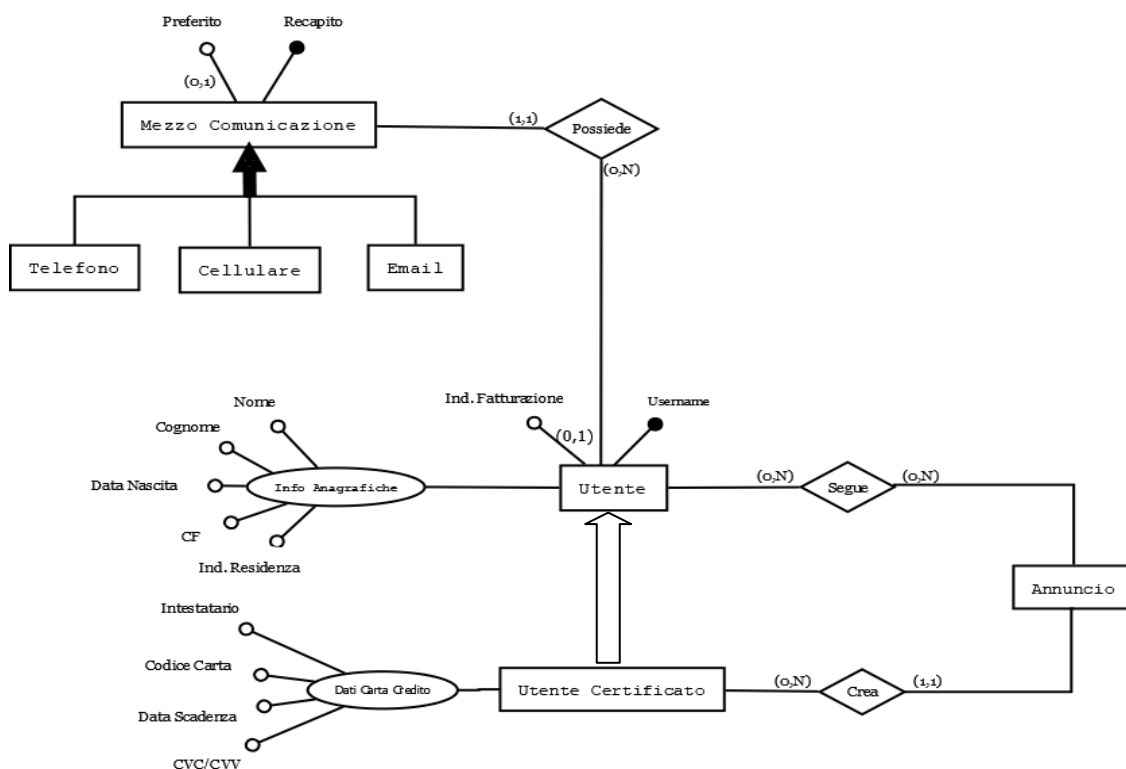 Preferito
Recapito
(0,1)
Mezzo Comunicazione
(1,1)
Possiede
(0,N)
Telefono
Cellulare
Email
Ind. Fatturazione
Username
Nome
(0,1)
Cognome
Data Nascita
Info Anagrafiche
Utente
(0,N)
Segue
(0,N)
CF
Ind. Residenza
Annuncio
Intestatario
Codice Carta
Dati Carta Credito
Utente Certificato
(0,N)
Crea
(1,1)
Data Scadenza
CVC/CVV